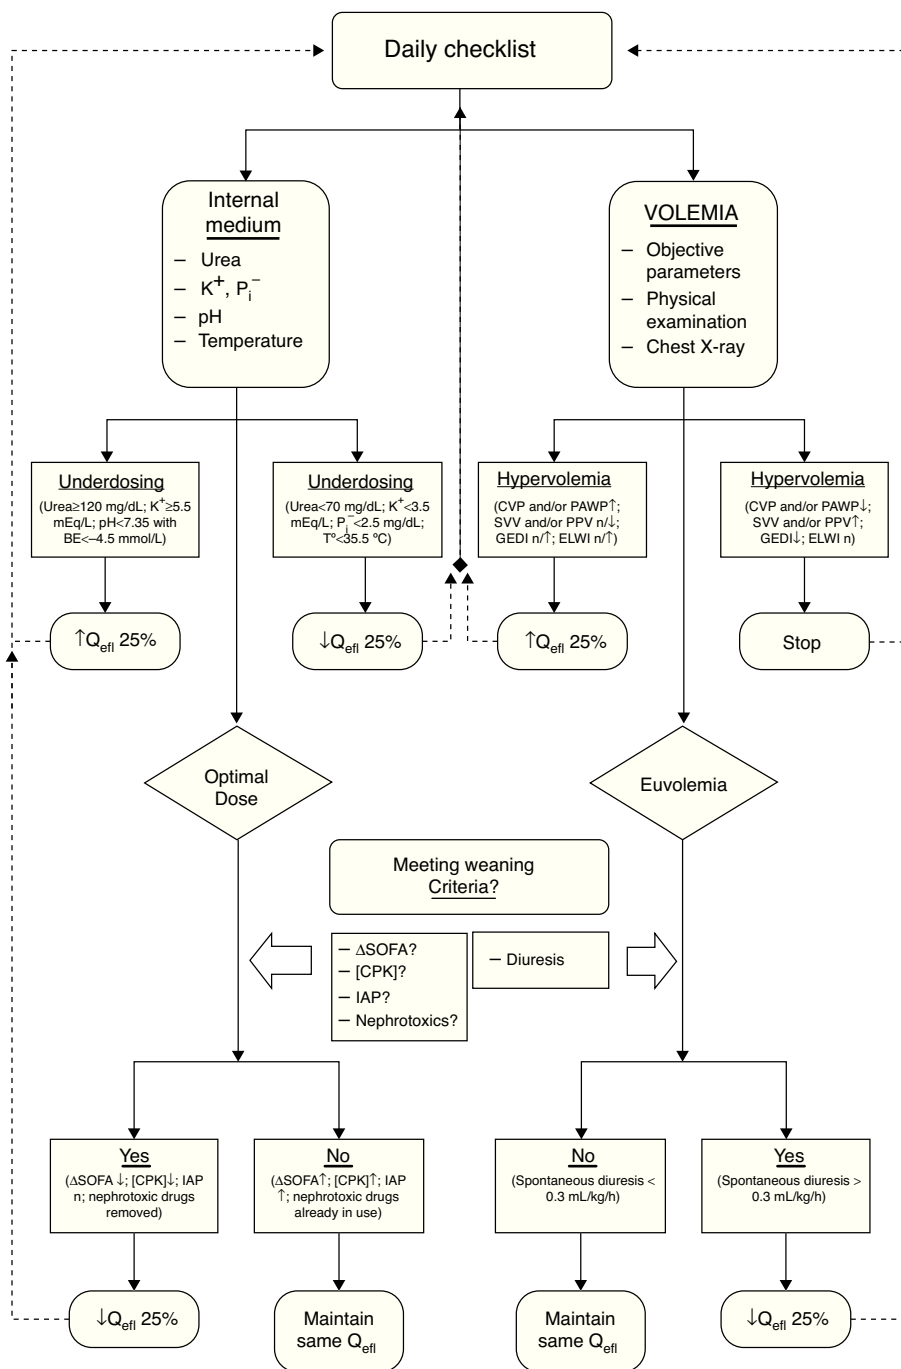 Daily checklist
Internal
medium
– Urea
– K⁺, Pᵢ⁻
– pH
– Temperature
VOLEMIA
– Objective
parameters
– Physical
examination
– Chest X-ray
Underdosing
(Urea≥120 mg/dL; K⁺≥5.5
mEq/L; pH<7.35 with
BE<–4.5 mmol/L)
Underdosing
(Urea<70 mg/dL; K⁺<3.5
mEq/L; Pᵢ⁻<2.5 mg/dL;
Tº<35.5 ºC)
Hypervolemia
(CVP and/or PAWP↑;
SVV and/or PPV n/↓;
GEDI n/↑; ELWI n/↑)
Hypervolemia
(CVP and/or PAWP↓;
SVV and/or PPV↑;
GEDI↓; ELWI n)
↑Qefl 25%
↓Qefl 25%
↑Qefl 25%
Stop
Optimal
Dose
Euvolemia
Meeting weaning
Criteria?
– ΔSOFA?
– [CPK]?
– IAP?
– Nephrotoxics?
– Diuresis
Yes
(ΔSOFA ↓; [CPK]↓; IAP
n; nephrotoxic drugs
removed)
No
(ΔSOFA↑; [CPK]↑; IAP
↑; nephrotoxic drugs
already in use)
No
(Spontaneous diuresis <
0.3 mL/kg/h)
Yes
(Spontaneous diuresis >
0.3 mL/kg/h)
↓Qefl 25%
Maintain
same Qefl
Maintain
same Qefl
↓Qefl 25%